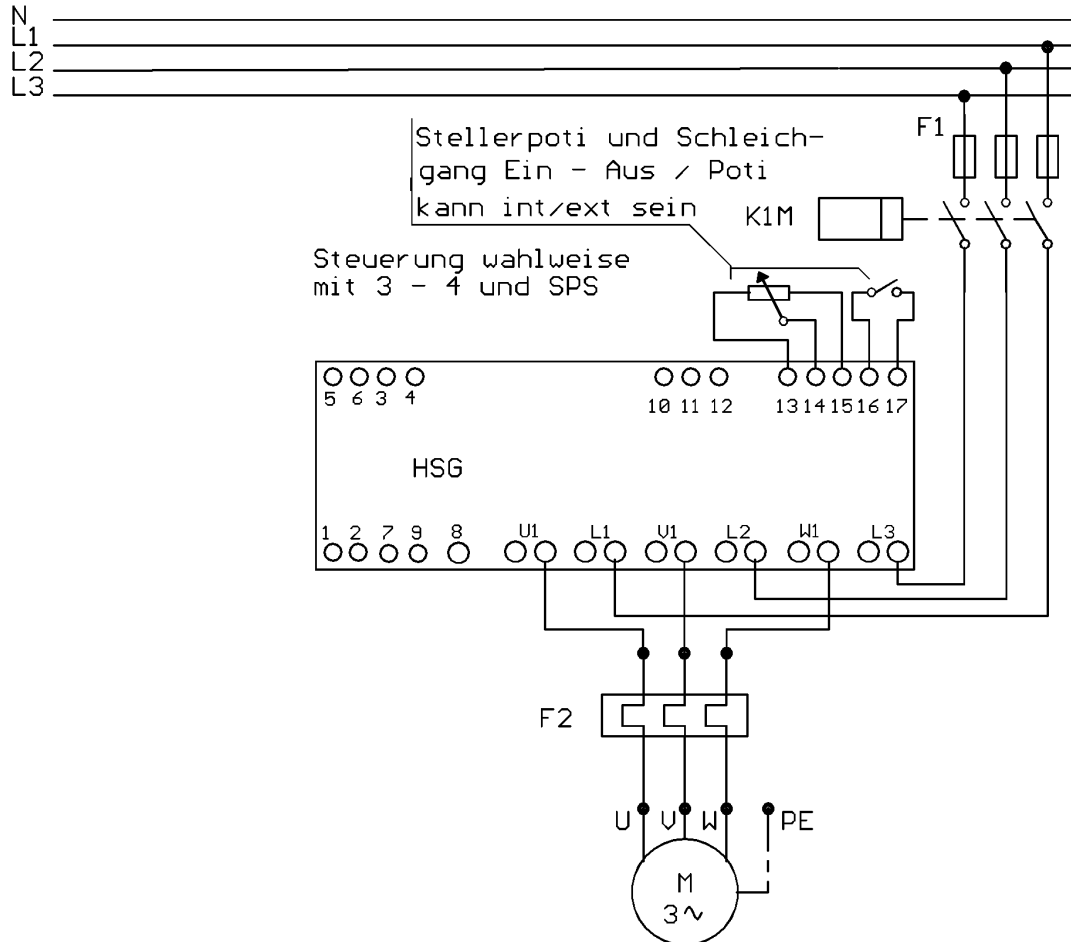 N
L1
L2
L3
F1
Stellerpoti und Schleich-
gang Ein - Aus / Poti
kann int/ext sein
K1M
Steuerung wahlweise
mit 3 - 4 und SPS
5 6 3 4
10 11 12
13 14 15 16 17
HSG
1 2 7 9 8
U1 L1 V1 L2 W1 L3
F2
U V W PE
M
3∿